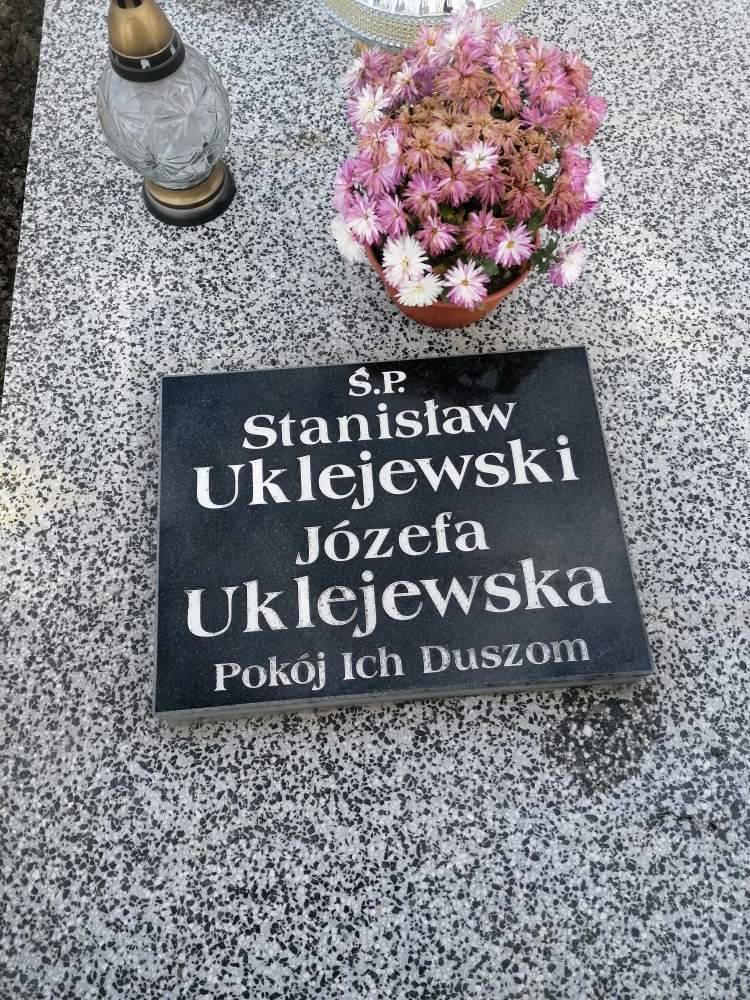 Ś.P.
Stanisław
Uklejewski
Józefa
Uklejewska
Pokój Ich Duszom